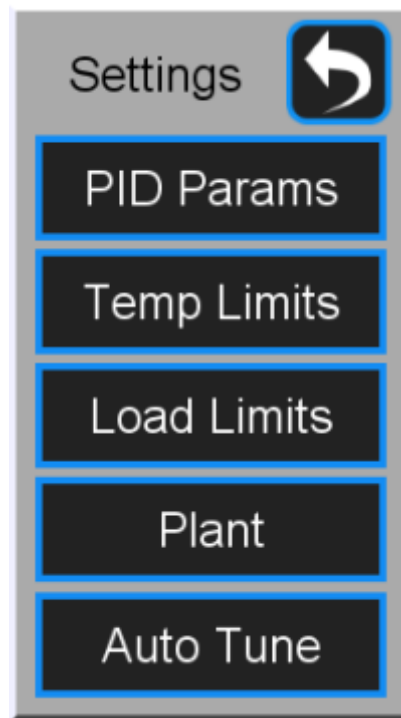 Settings
PID Params
Temp Limits
Load Limits
Plant
Auto Tune